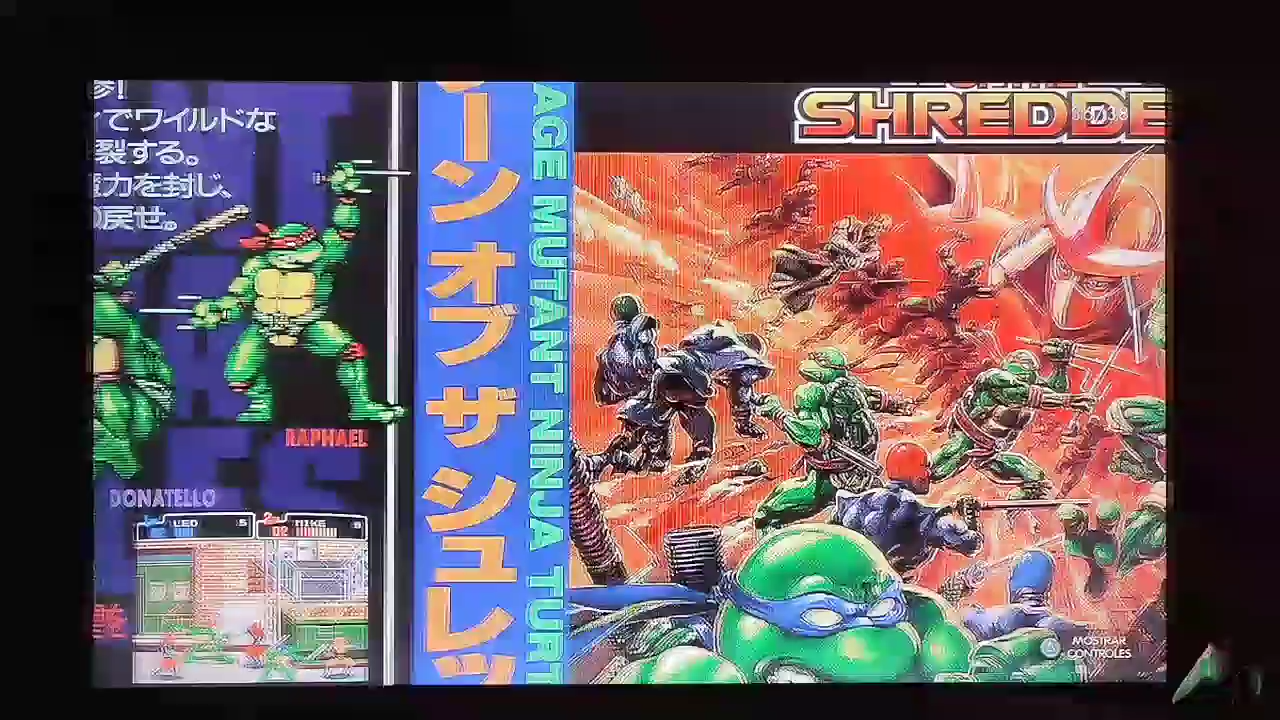 でワイルドな
裂する。
力を封じ、
戻せ。
RAPHAEL
DONATELLO
LEO 5
MIKE
ーンオブザシュレッ
AGE MUTANT NINJA TURT
SHREDDE
MOSTRAR
CONTROLES